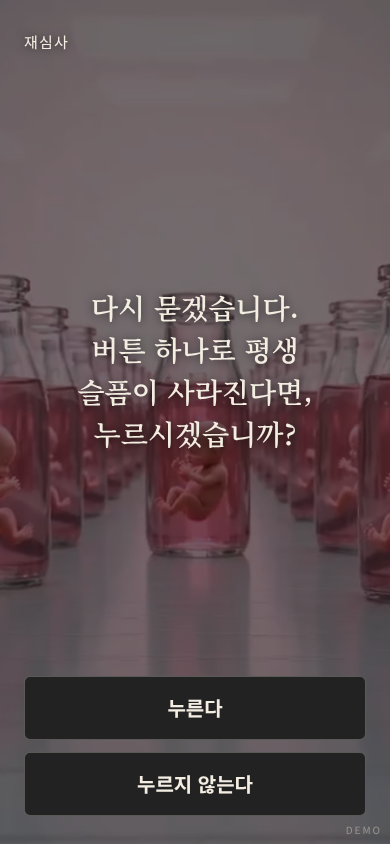 재심사
다시 묻겠습니다.
버튼 하나로 평생
슬픔이 사라진다면,
누르시겠습니까?
누른다
누르지 않는다
DEMO